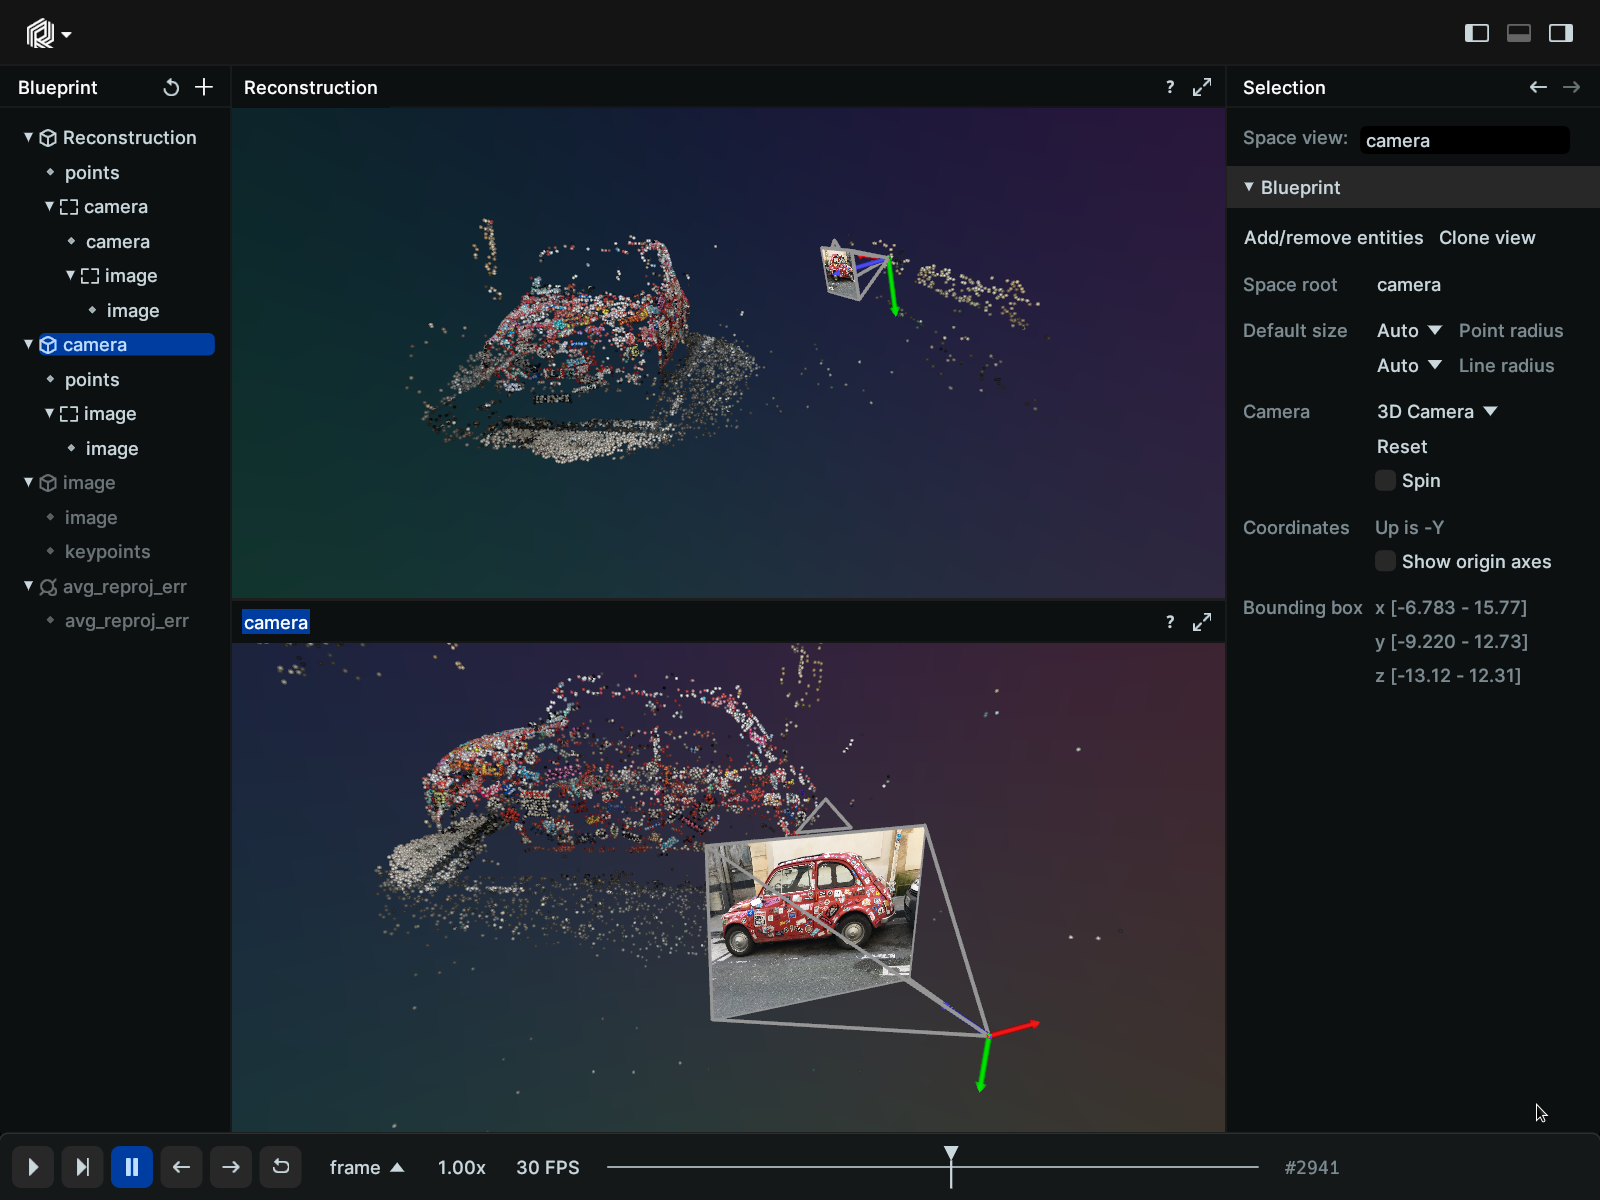 Blueprint
Reconstruction
points
camera
camera
image
image
camera
points
image
image
image
image
keypoints
avg_reproj_err
avg_reproj_err
Reconstruction
?
camera
?
Selection
Space view: camera
Blueprint
Add/remove entities Clone view
Space root camera
Default size Auto Point radius
Auto Line radius
Camera 3D Camera
Reset
Spin
Coordinates Up is -Y
Show origin axes
Bounding box x [-6.783 - 15.77]
y [-9.220 - 12.73]
z [-13.12 - 12.31]
frame 1.00x 30 FPS #2941